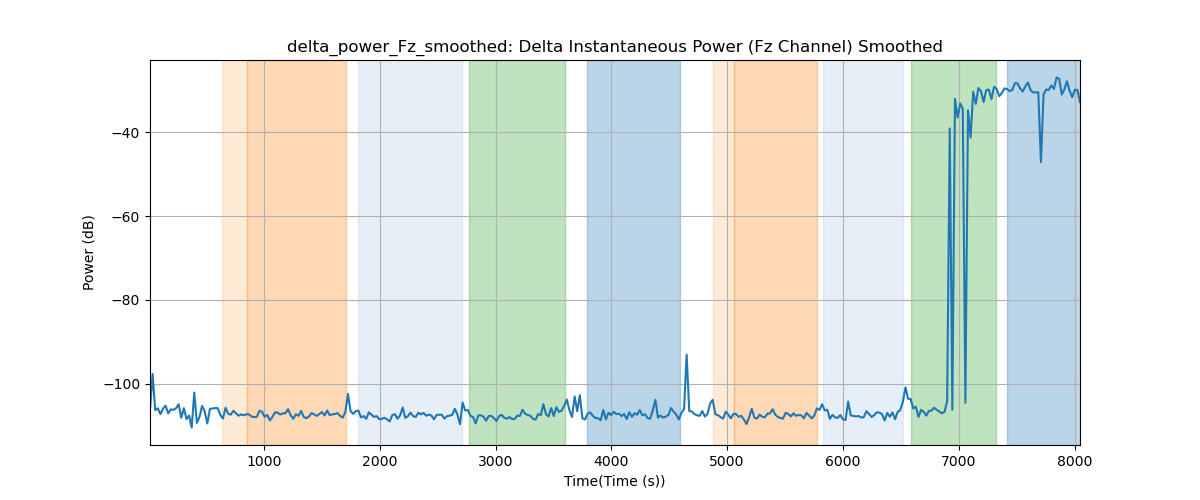 delta_power_Fz_smoothed: Delta Instantaneous Power (Fz Channel) Smoothed
Power (dB)
−40
−60
−80
−100
1000 2000 3000 4000 5000 6000 7000 8000
Time(Time (s))